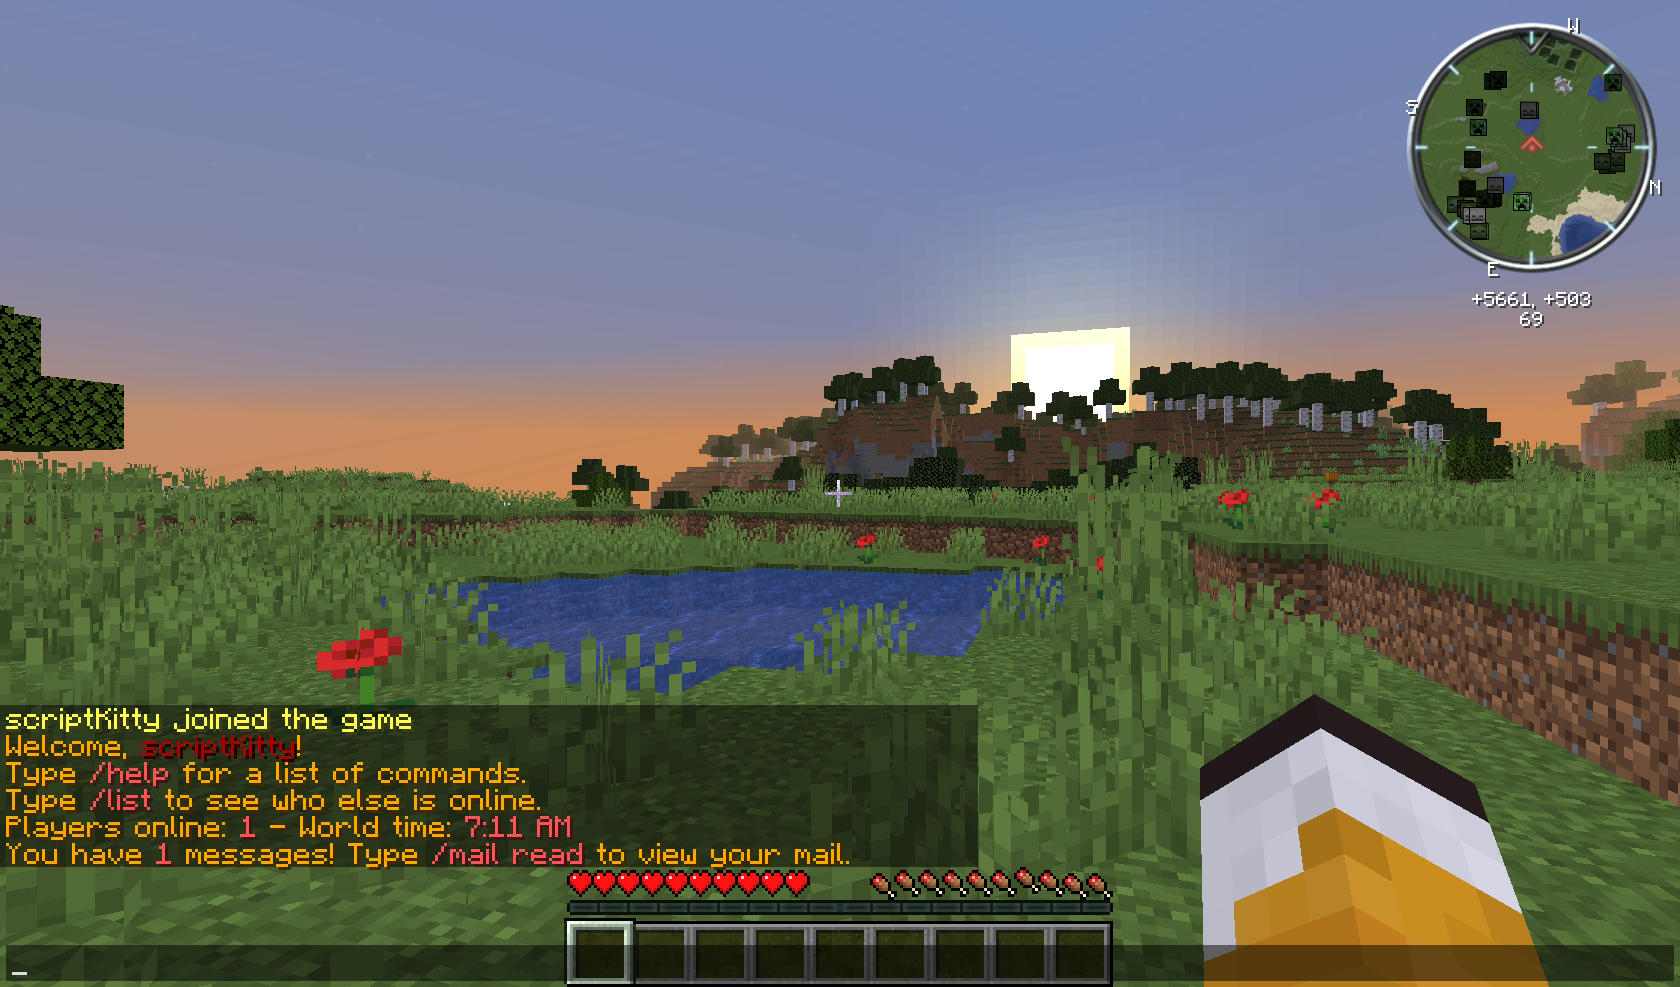 W
S
N
E
+5661, +503
69
scriptKitty joined the game
Welcome, scriptKitty!
Type /help for a list of commands.
Type /list to see who else is online.
Players online: 1 - World time: 7:11 AM
You have 1 messages! Type /mail read to view your mail.
_